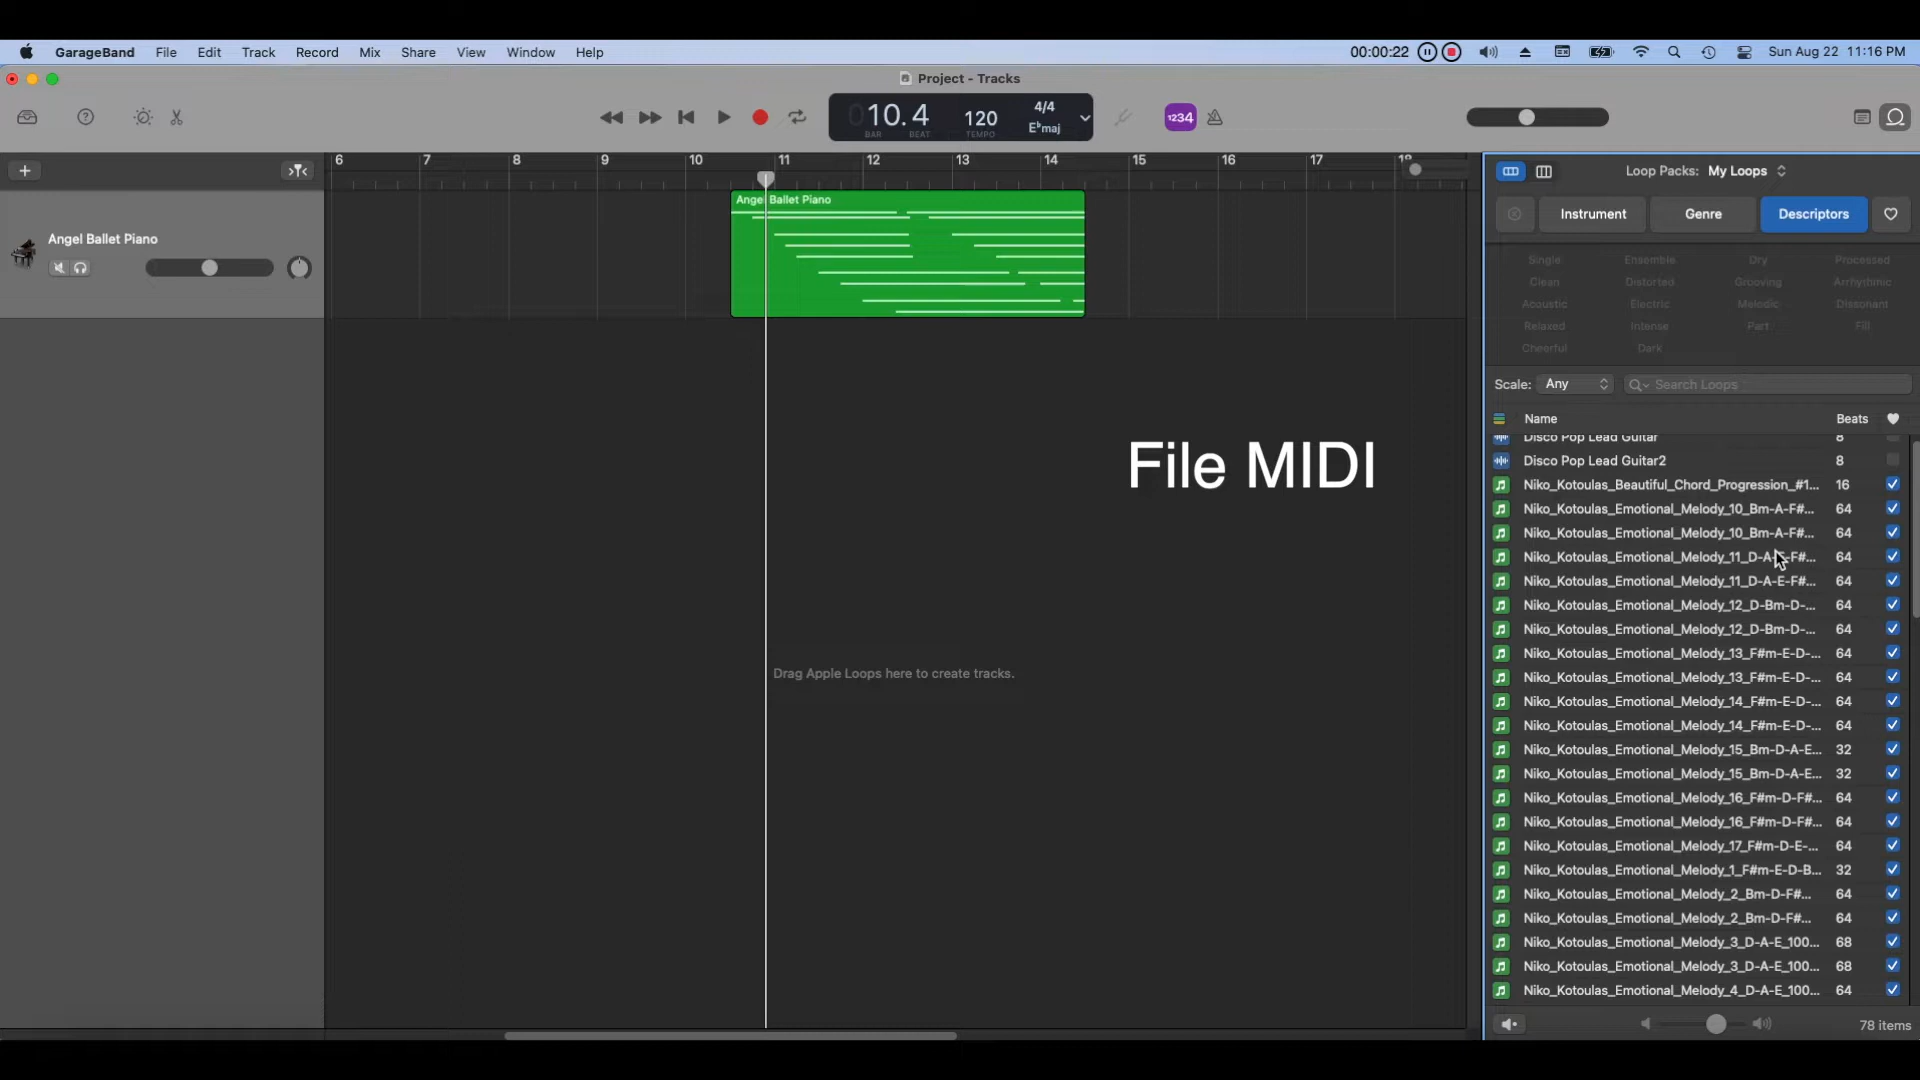 GarageBand File Edit Track Record Mix Share View Window Help 00:00:22 Sun Aug 22 11:16 PM
Project - Tracks
010.4 120 4/4
BAR BEAT TEMPO E♭maj
1234
6 7 8 9 10 11 12 13 14 15 16 17 18
Loop Packs: My Loops
Instrument Genre Descriptors
Angel Ballet Piano
Angel Ballet Piano
Single Ensemble Dry Processed
Clean Distorted Grooving Arrhythmic
Acoustic Electric Melodic Dissonant
Relaxed Intense Part Fill
Cheerful Dark
Scale: Any Search Loops
Name Beats
Disco Pop Lead Guitar 8
Disco Pop Lead Guitar2 8
Niko_Kotoulas_Beautiful_Chord_Progression_#1... 16
Niko_Kotoulas_Emotional_Melody_10_Bm-A-F#... 64
Niko_Kotoulas_Emotional_Melody_10_Bm-A-F#... 64
Niko_Kotoulas_Emotional_Melody_11_D-A-E-F#... 64
Niko_Kotoulas_Emotional_Melody_11_D-A-E-F#... 64
Niko_Kotoulas_Emotional_Melody_12_D-Bm-D-... 64
Niko_Kotoulas_Emotional_Melody_12_D-Bm-D-... 64
Niko_Kotoulas_Emotional_Melody_13_F#m-E-D-... 64
Niko_Kotoulas_Emotional_Melody_13_F#m-E-D-... 64
Niko_Kotoulas_Emotional_Melody_14_F#m-E-D-... 64
Niko_Kotoulas_Emotional_Melody_14_F#m-E-D-... 64
Niko_Kotoulas_Emotional_Melody_15_Bm-D-A-E... 32
Niko_Kotoulas_Emotional_Melody_15_Bm-D-A-E... 32
Niko_Kotoulas_Emotional_Melody_16_F#m-D-F#... 64
Niko_Kotoulas_Emotional_Melody_16_F#m-D-F#... 64
Niko_Kotoulas_Emotional_Melody_17_F#m-D-E-... 64
Niko_Kotoulas_Emotional_Melody_1_F#m-E-D-B... 32
Niko_Kotoulas_Emotional_Melody_2_Bm-D-F#... 64
Niko_Kotoulas_Emotional_Melody_2_Bm-D-F#... 64
Niko_Kotoulas_Emotional_Melody_3_D-A-E_100... 68
Niko_Kotoulas_Emotional_Melody_3_D-A-E_100... 68
Niko_Kotoulas_Emotional_Melody_4_D-A-E_100... 64
78 items
File MIDI
Drag Apple Loops here to create tracks.